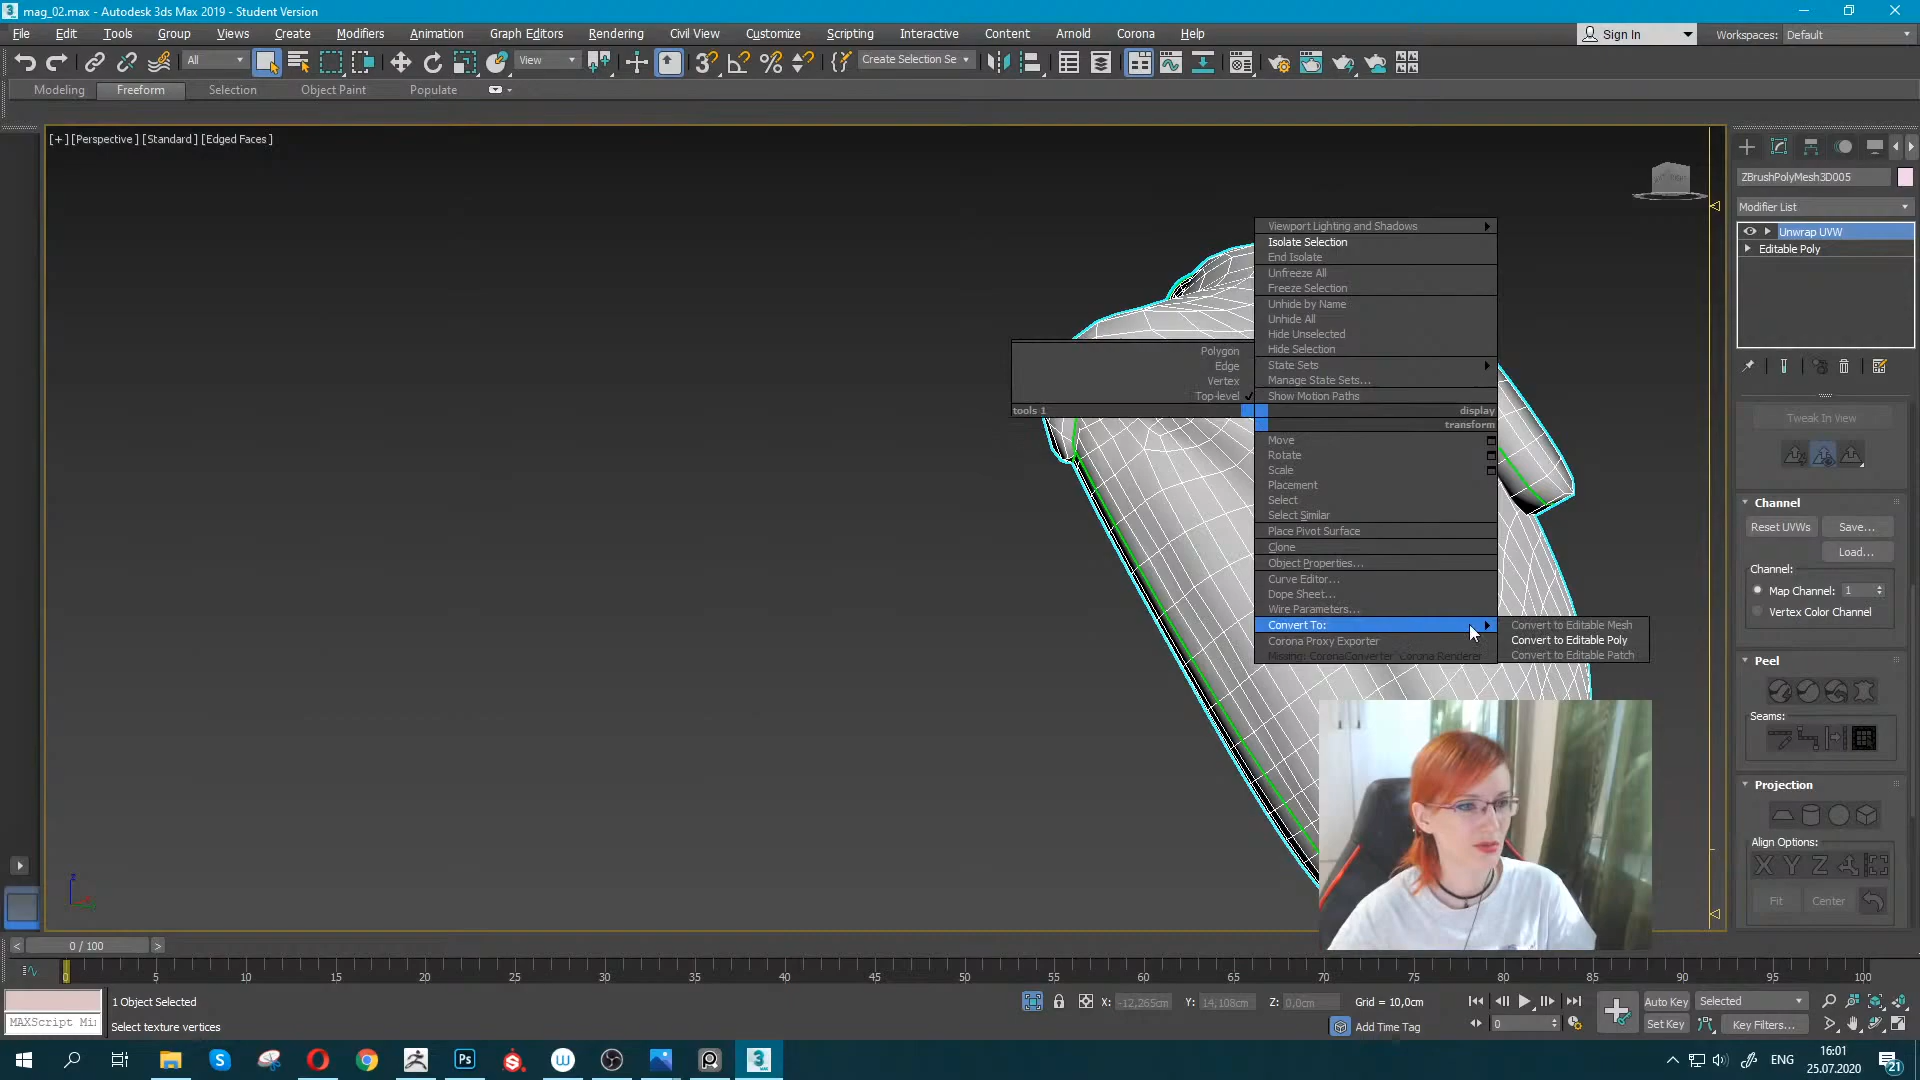 mag_02.max - Autodesk 3ds Max 2019 - Student Version
File Edit Tools Group Views Create Modifiers Animation Graph Editors Rendering Civil View Customize Scripting Interactive Content Arnold Corona Help
Sign In
Workspaces: Default
All
View
Create Selection Se
Modeling Freeform Selection Object Paint Populate
[+] [Perspective] [Standard] [Edged Faces]
ZBrushPolyMesh3D005
Modifier List
Unwrap UVW
Editable Poly
Viewport Lighting and Shadows
Isolate Selection
End Isolate
Unfreeze All
Freeze Selection
Unhide by Name
Unhide All
Hide Unselected
Hide Selection
State Sets
Manage State Sets...
Show Motion Paths
display
Polygon
Edge
Vertex
Top-level
tools 1
transform
Move
Rotate
Scale
Placement
Select
Select Similar
Place Pivot Surface
Clone
Object Properties...
Curve Editor...
Dope Sheet...
Wire Parameters...
Convert To:
Corona Proxy Exporter
Missing: CoronaConverter`Corona Renderer
Convert to Editable Mesh
Convert to Editable Poly
Convert to Editable Patch
Tweak In View
Channel
Reset UVWs Save...
Load...
Channel:
Map Channel: 1
Vertex Color Channel
Peel
Seams:
Projection
Align Options:
X Y Z
Fit Center
< 0 / 100 >
0 5 10 15 20 25 30 35 40 45 50 55 60 65 70 75 80 85 90 95 100
1 Object Selected
MAXScript Mi
Select texture vertices
X: -12,265cm Y: 14,108cm Z: 0,0cm Grid = 10,0cm
Add Time Tag
0
Auto Key Selected
Set Key Key Filters...
ENG
16:01
25.07.2020
21